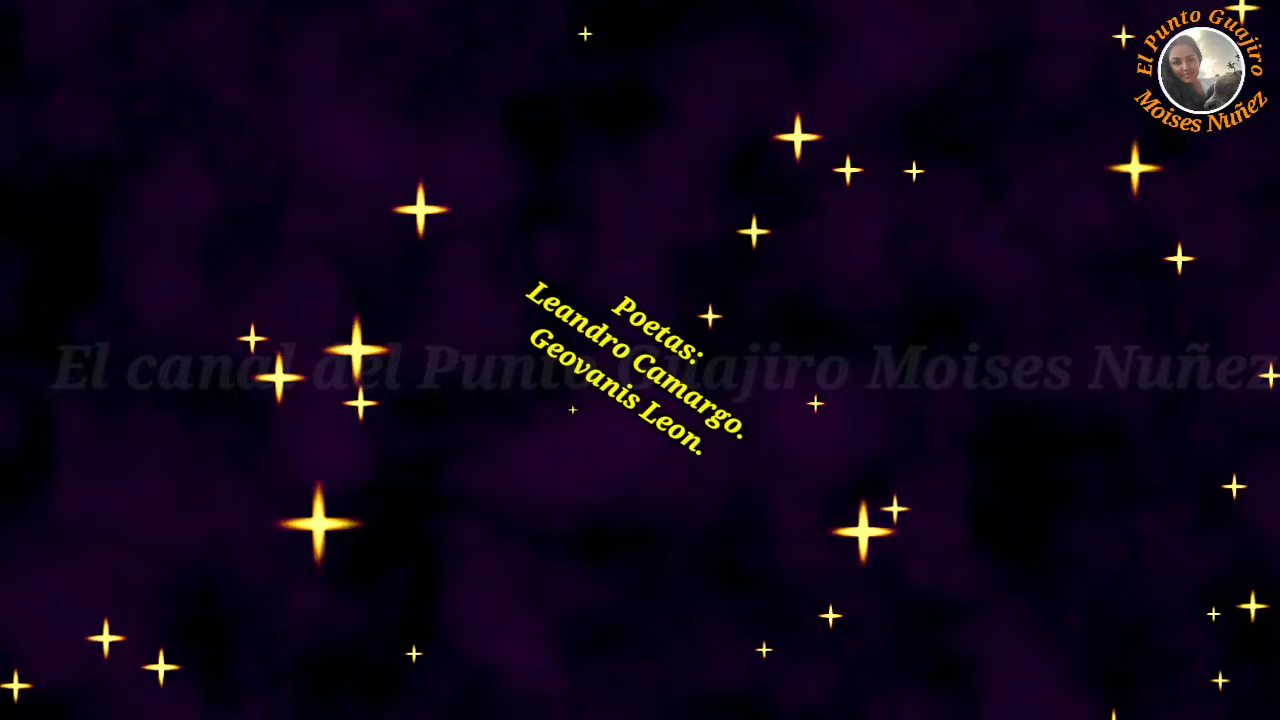 El Punto Guajiro
Moises Nuñez
Poetas:
Leandro Camargo.
Geovanis Leon.
El canal del Punto Guajiro Moises Nuñez